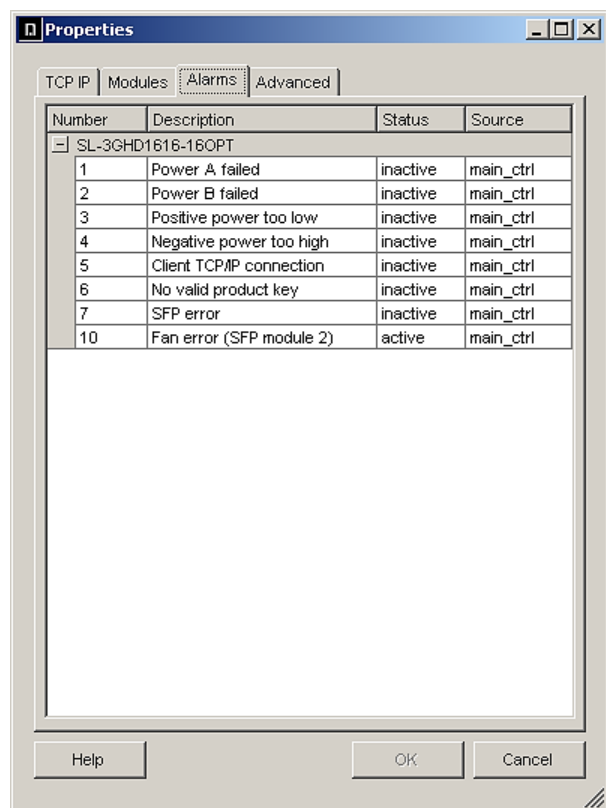 Properties
TCP IP Modules Alarms Advanced
Number Description Status Source
SL-3GHD1616-16OPT
1 Power A failed inactive main_ctrl
2 Power B failed inactive main_ctrl
3 Positive power too low inactive main_ctrl
4 Negative power too high inactive main_ctrl
5 Client TCP/IP connection inactive main_ctrl
6 No valid product key inactive main_ctrl
7 SFP error inactive main_ctrl
10 Fan error (SFP module 2) active main_ctrl
Help OK Cancel